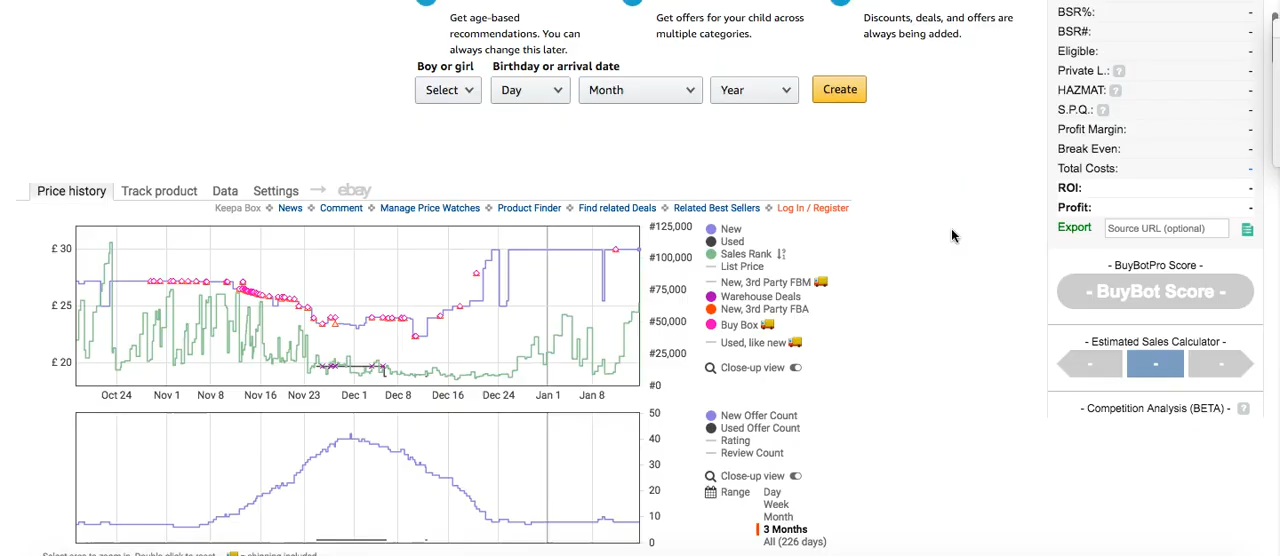 Get age-based
recommendations. You can
always change this later.
Get offers for your child across
multiple categories.
Discounts, deals, and offers are
always being added.
Boy or girl
Birthday or arrival date
Select
Day
Month
Year
Create
Price history
Track product
Data
Settings
ebay
Keepa Box
News
Comment
Manage Price Watches
Product Finder
Find related Deals
Related Best Sellers
Log In / Register
£ 30
£ 25
£ 20
#125,000
#100,000
#75,000
#50,000
#25,000
#0
Oct 24
Nov 1
Nov 8
Nov 16
Nov 23
Dec 1
Dec 8
Dec 16
Dec 24
Jan 1
Jan 8
New
Used
Sales Rank
List Price
New, 3rd Party FBM
Warehouse Deals
New, 3rd Party FBA
Buy Box
Used, like new
Close-up view
50
40
30
20
10
0
New Offer Count
Used Offer Count
Rating
Review Count
Close-up view
Range
Day
Week
Month
3 Months
All (226 days)
BSR%: -
BSR#: -
Eligible: -
Private L.: ? -
HAZMAT: ? -
S.P.Q.: ? -
Profit Margin: -
Break Even: -
Total Costs: -
ROI: -
Profit: -
Export
Source URL (optional)
- BuyBotPro Score -
- BuyBot Score -
- Estimated Sales Calculator -
- - -
- Competition Analysis (BETA) - ?